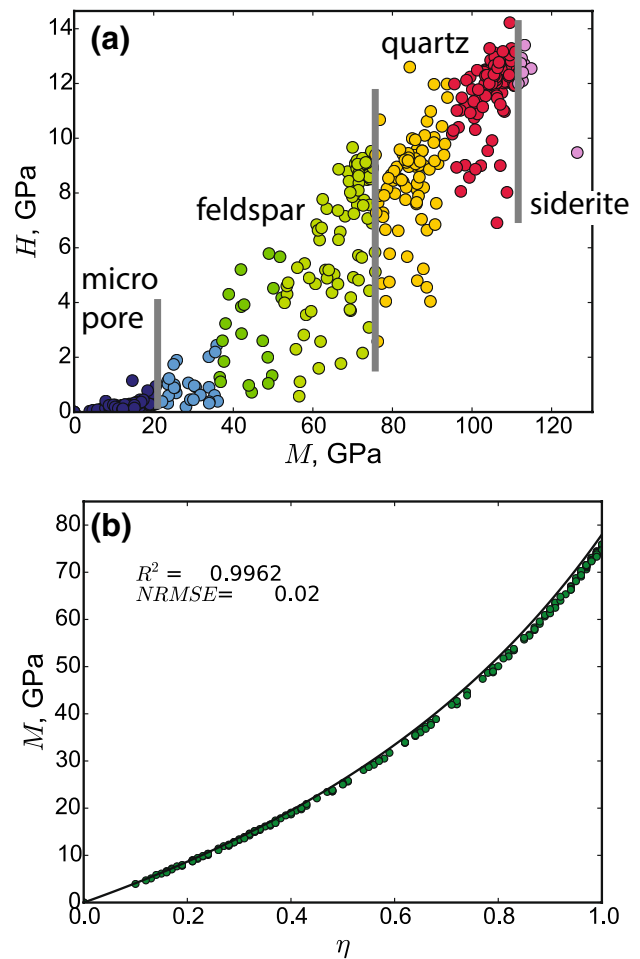 (a)
quartz
feldspar
siderite
micro
pore
H, GPa
14
12
10
8
6
4
2
0
0 20 40 60 80 100 120
M, GPa
(b)
R² = 0.9962
NRMSE= 0.02
M, GPa
80
70
60
50
40
30
20
10
0
0.0 0.2 0.4 0.6 0.8 1.0
η